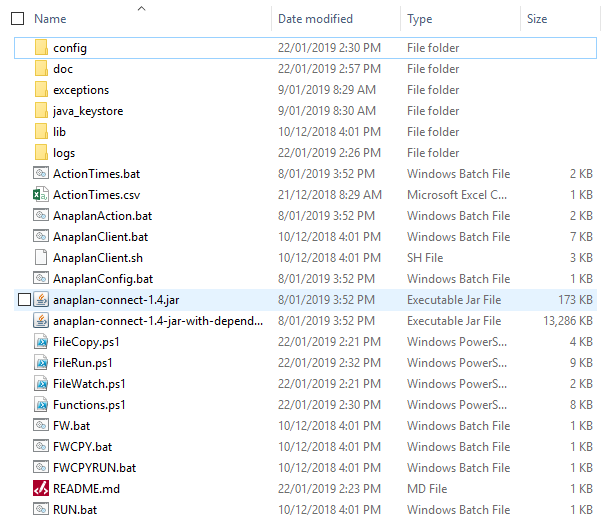 Name Date modified Type Size
config 22/01/2019 2:30 PM File folder
doc 22/01/2019 2:57 PM File folder
exceptions 9/01/2019 8:29 AM File folder
java_keystore 9/01/2019 8:30 AM File folder
lib 10/12/2018 4:01 PM File folder
logs 22/01/2019 2:26 PM File folder
ActionTimes.bat 8/01/2019 3:52 PM Windows Batch File 2 KB
ActionTimes.csv 21/12/2018 8:29 AM Microsoft Excel C... 1 KB
AnaplanAction.bat 8/01/2019 3:52 PM Windows Batch File 1 KB
AnaplanClient.bat 10/12/2018 4:01 PM Windows Batch File 7 KB
AnaplanClient.sh 10/12/2018 4:01 PM SH File 3 KB
AnaplanConfig.bat 8/01/2019 3:52 PM Windows Batch File 1 KB
anaplan-connect-1.4.jar 8/01/2019 3:52 PM Executable Jar File 173 KB
anaplan-connect-1.4-jar-with-depend... 8/01/2019 3:52 PM Executable Jar File 13,286 KB
FileCopy.ps1 22/01/2019 2:21 PM Windows PowerS... 4 KB
FileRun.ps1 22/01/2019 2:32 PM Windows PowerS... 9 KB
FileWatch.ps1 22/01/2019 2:21 PM Windows PowerS... 2 KB
Functions.ps1 22/01/2019 2:30 PM Windows PowerS... 8 KB
FW.bat 10/12/2018 4:01 PM Windows Batch File 1 KB
FWCPY.bat 10/12/2018 4:01 PM Windows Batch File 1 KB
FWCPYRUN.bat 10/12/2018 4:01 PM Windows Batch File 1 KB
README.md 22/01/2019 2:23 PM MD File 1 KB
RUN.bat 10/12/2018 4:01 PM Windows Batch File 1 KB